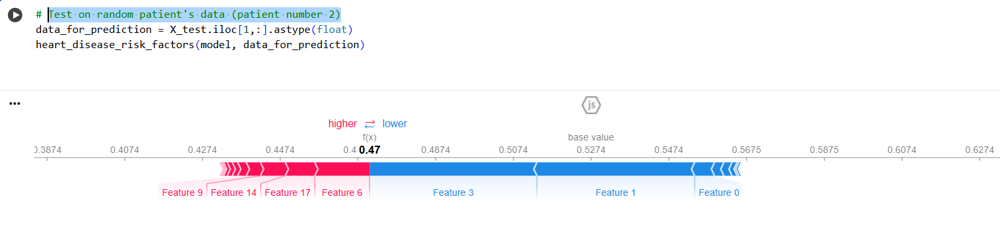 # Test on random patient's data (patient number 2)
data_for_prediction = X_test.iloc[1,:].astype(float)
heart_disease_risk_factors(model, data_for_prediction)
js
higher ⇄ lower
f(x) base value
0.3874 0.4074 0.4274 0.4474 0.4 0.47 0.4874 0.5074 0.5274 0.5474 0.5675 0.5875 0.6074 0.6274
Feature 9 Feature 14 Feature 17 Feature 6 Feature 3 Feature 1 Feature 0